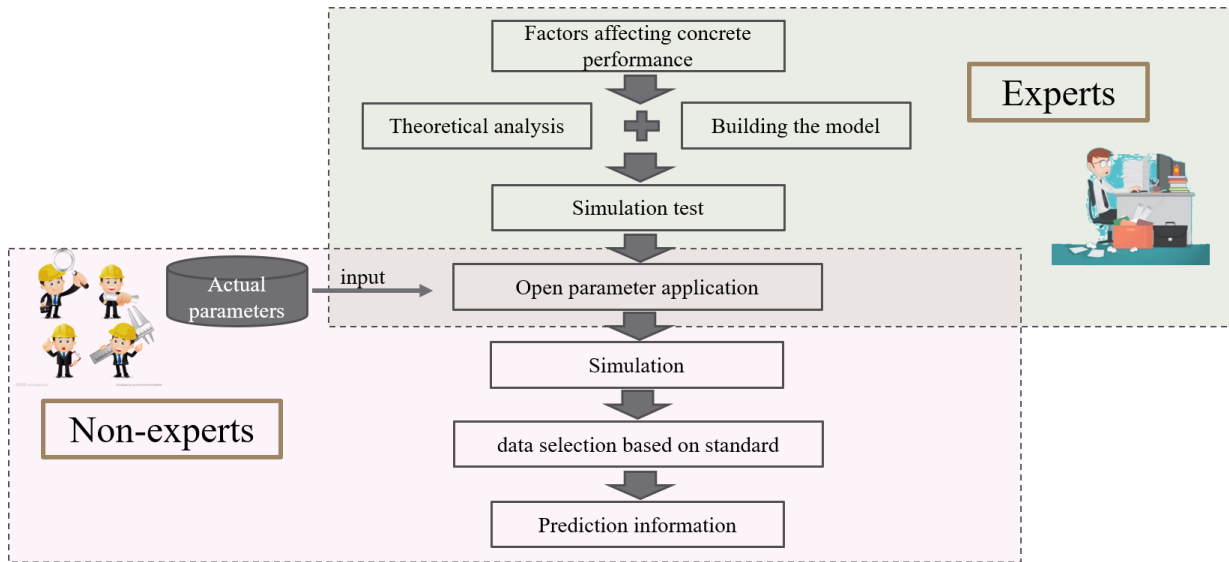 Factors affecting concrete
performance
Experts
Theoretical analysis
Building the model
Simulation test
Actual
parameters
input
Open parameter application
Simulation
Non-experts
data selection based on standard
Prediction information